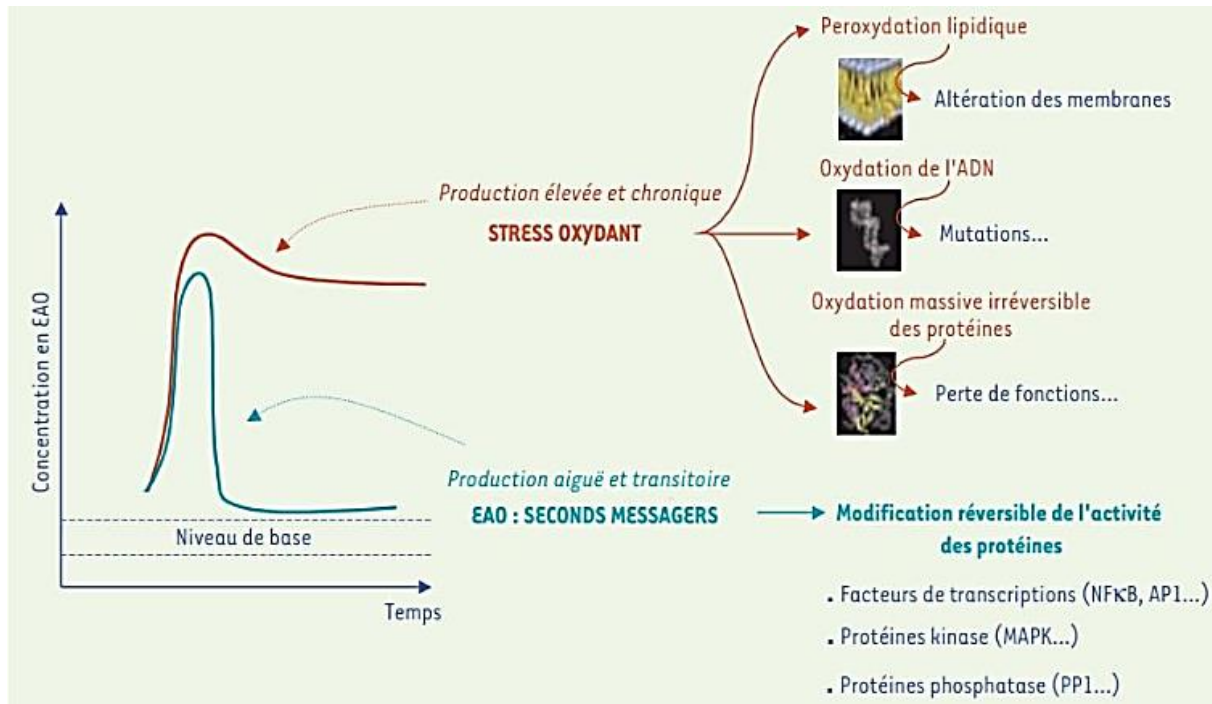 Peroxydation lipidique
Altération des membranes
Oxydation de l'ADN
Production élevée et chronique
STRESS OXYDANT
Mutations...
Oxydation massive irréversible
des protéines
Perte de fonctions...
Concentration en EAO
Production aiguë et transitoire
EAO : SECONDS MESSAGERS
Modification réversible de l'activité
des protéines
Niveau de base
Temps
. Facteurs de transcriptions (NFκB, AP1...)
. Protéines kinase (MAPK...)
. Protéines phosphatase (PP1...)